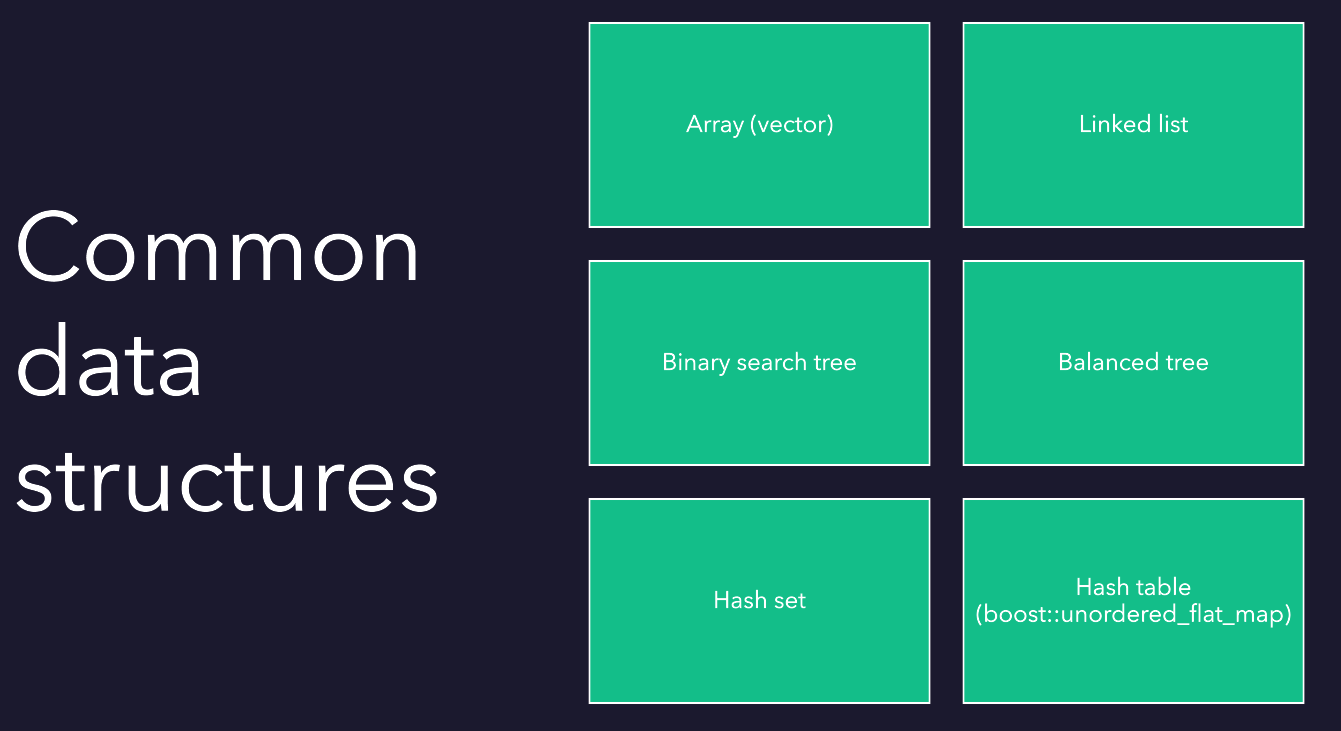 Common
data
structures
Array (vector)
Linked list
Binary search tree
Balanced tree
Hash set
Hash table
(boost::unordered_flat_map)